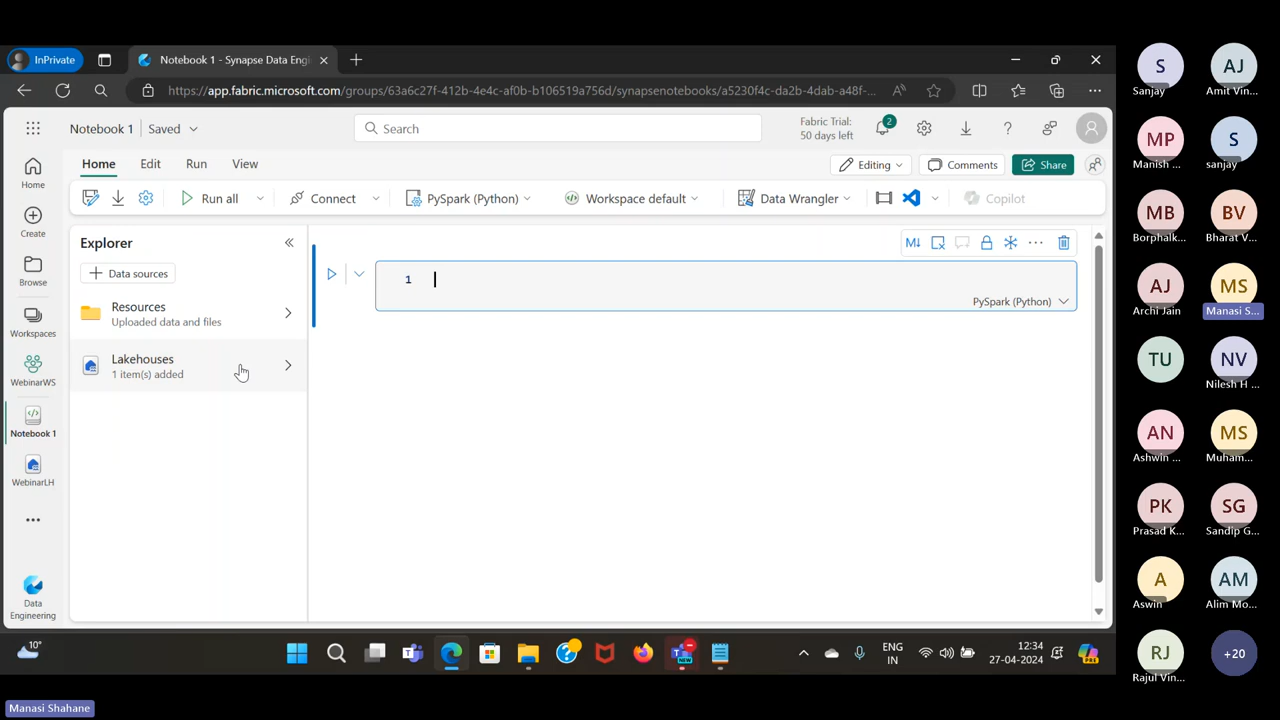 InPrivate
Notebook 1 - Synapse Data Engi
https://app.fabric.microsoft.com/groups/63a6c27f-412b-4e4c-af0b-b106519a756d/synapsenotebooks/a5230f4c-da2b-4dab-a48f-...
Notebook 1 Saved
Search
Fabric Trial:
50 days left
2
Home Edit Run View
Editing
Comments
Share
Run all
Connect
PySpark (Python)
Workspace default
Data Wrangler
Copilot
Home
Create
Browse
Workspaces
WebinarWS
Notebook 1
WebinarLH
Data
Engineering
Explorer
+ Data sources
Resources
Uploaded data and files
Lakehouses
1 item(s) added
M↓
1
PySpark (Python)
10°
NEW
ENG
IN
12:34
27-04-2024
PRE
S
Sanjay
AJ
Amit Vin...
MP
Manish ...
S
sanjay
MB
Borphalk...
BV
Bharat V...
AJ
Archi Jain
MS
Manasi S...
TU
NV
Nilesh H ...
AN
Ashwin ...
MS
Muham...
PK
Prasad K...
SG
Sandip G...
A
Aswin
AM
Alim Mo...
RJ
Rajul Vin...
+20
Manasi Shahane